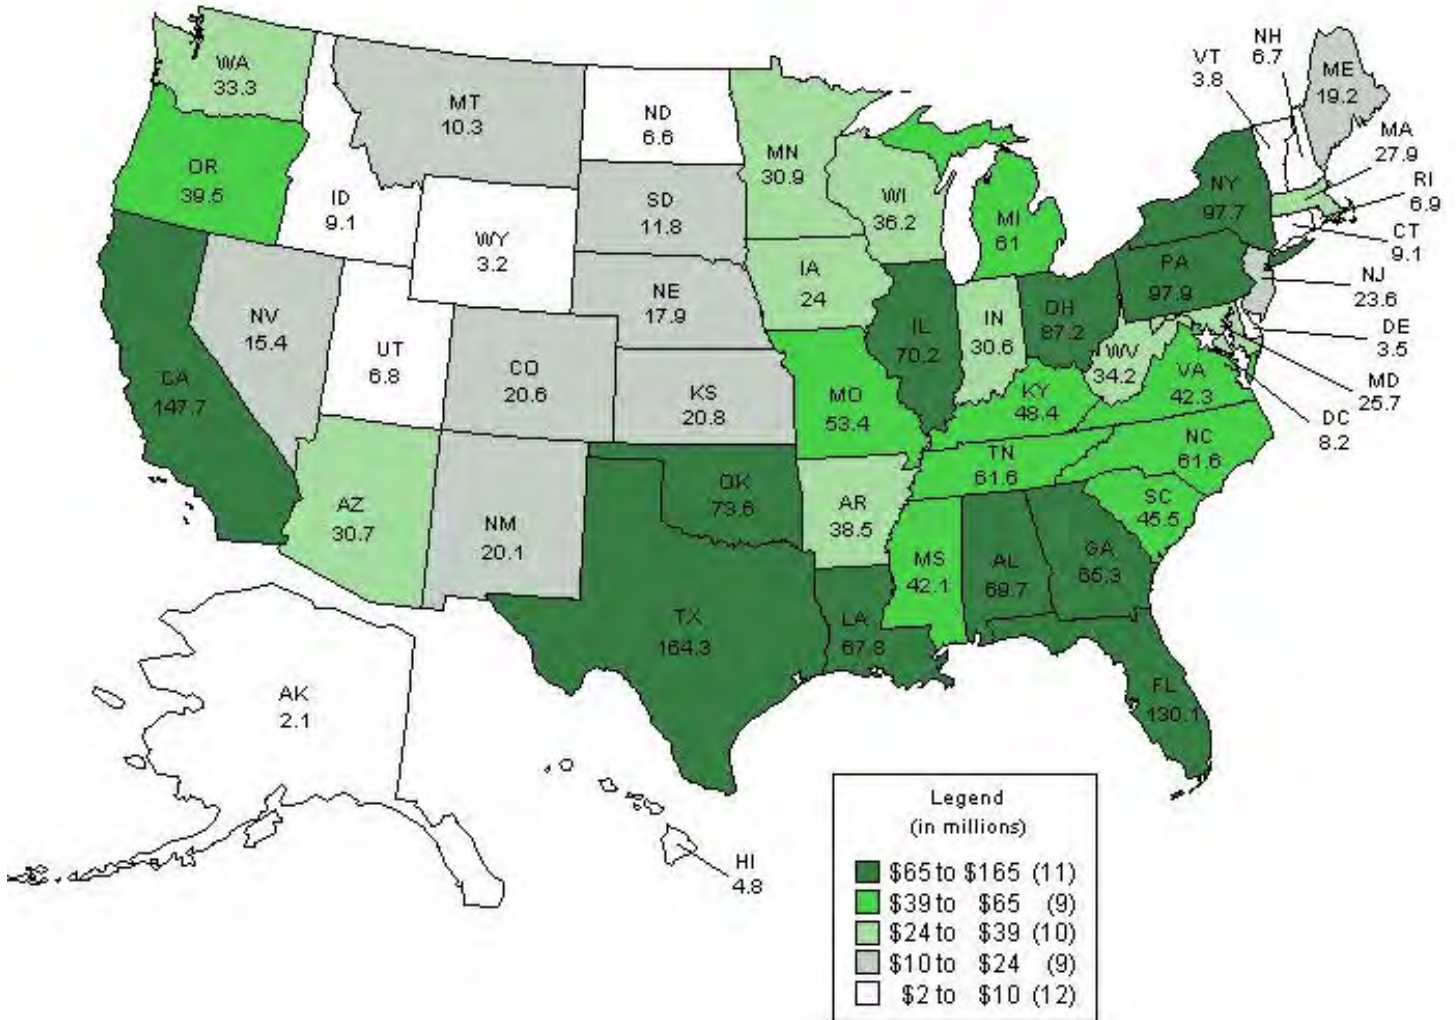 WA
33.3
OR
39.5
CA
147.7
ID
9.1
NV
15.4
MT
10.3
WY
3.2
UT
6.8
AZ
30.7
CO
20.6
NM
20.1
ND
6.6
SD
11.8
NE
17.9
KS
20.8
OK
73.6
TX
164.3
MN
30.9
IA
24
MO
53.4
AR
38.5
LA
67.8
WI
36.2
IL
70.2
MI
61
IN
30.6
OH
87.2
KY
48.4
TN
61.6
MS
42.1
AL
69.7
GA
65.3
FL
130.1
SC
45.5
NC
61.6
VA
42.3
WV
34.2
PA
97.9
NY
97.7
VT
3.8
NH
6.7
ME
19.2
MA
27.9
RI
6.9
CT
9.1
NJ
23.6
DE
3.5
MD
25.7
DC
8.2
AK
2.1
HI
4.8
Legend
(in millions)
$65 to $165 (11)
$39 to $65 (9)
$24 to $39 (10)
$10 to $24 (9)
$2 to $10 (12)